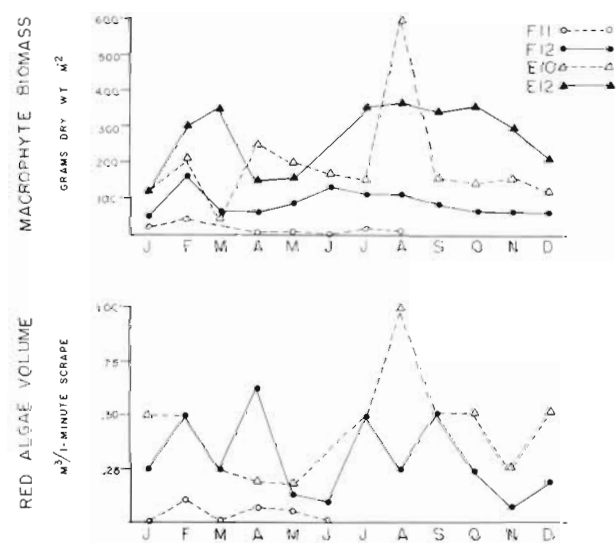 MACROPHYTE BIOMASS
GRAMS DRY WT M⁻²
600
500
400
300
200
100
J F M A M J J A S O N D
F11
F12
E10
E12
RED ALGAE VOLUME
M³/1-MINUTE SCRAPE
1.00
.75
.50
.25
J F M A M J J A S O N D